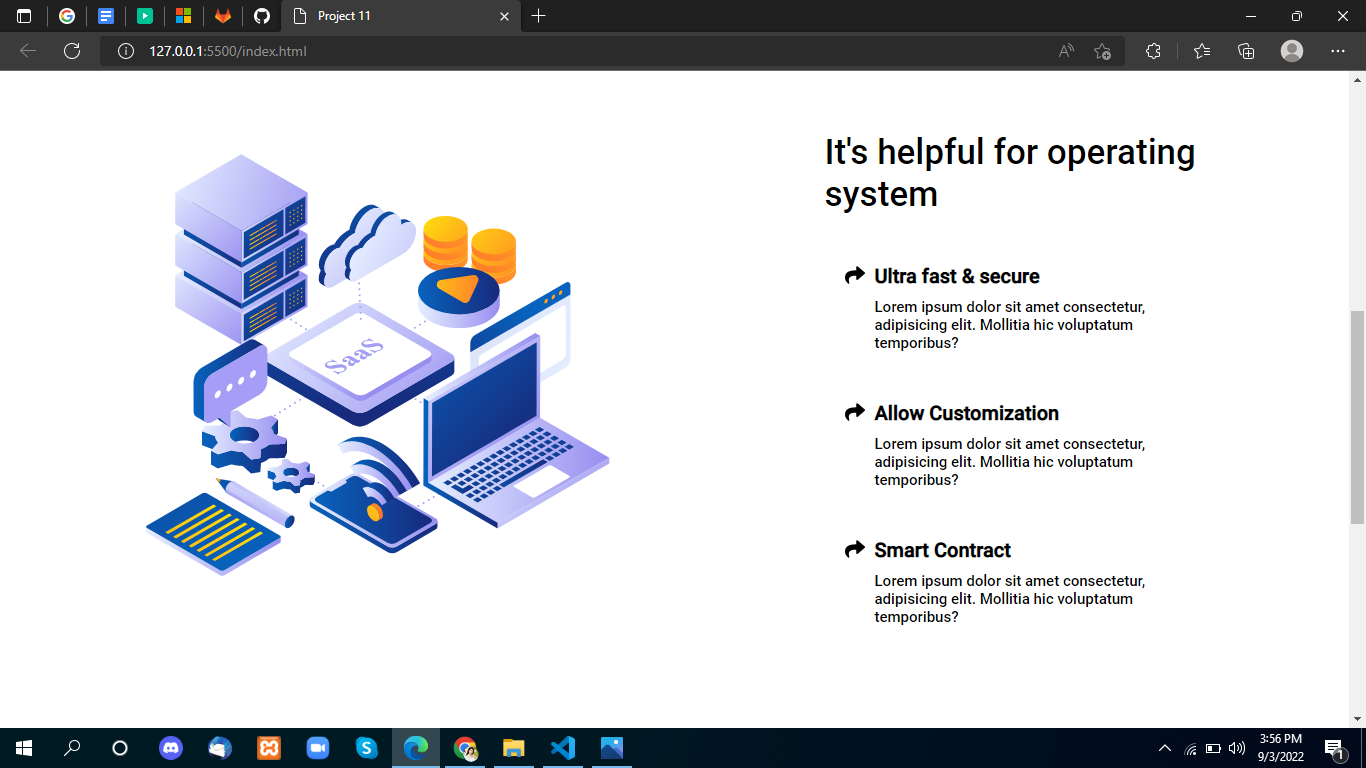 Project 11
127.0.0.1:5500/index.html
It's helpful for operating
system
SaaS
Ultra fast & secure
Lorem ipsum dolor sit amet consectetur,
adipisicing elit. Mollitia hic voluptatum
temporibus?
Allow Customization
Lorem ipsum dolor sit amet consectetur,
adipisicing elit. Mollitia hic voluptatum
temporibus?
Smart Contract
Lorem ipsum dolor sit amet consectetur,
adipisicing elit. Mollitia hic voluptatum
temporibus?
3:56 PM
9/3/2022
1